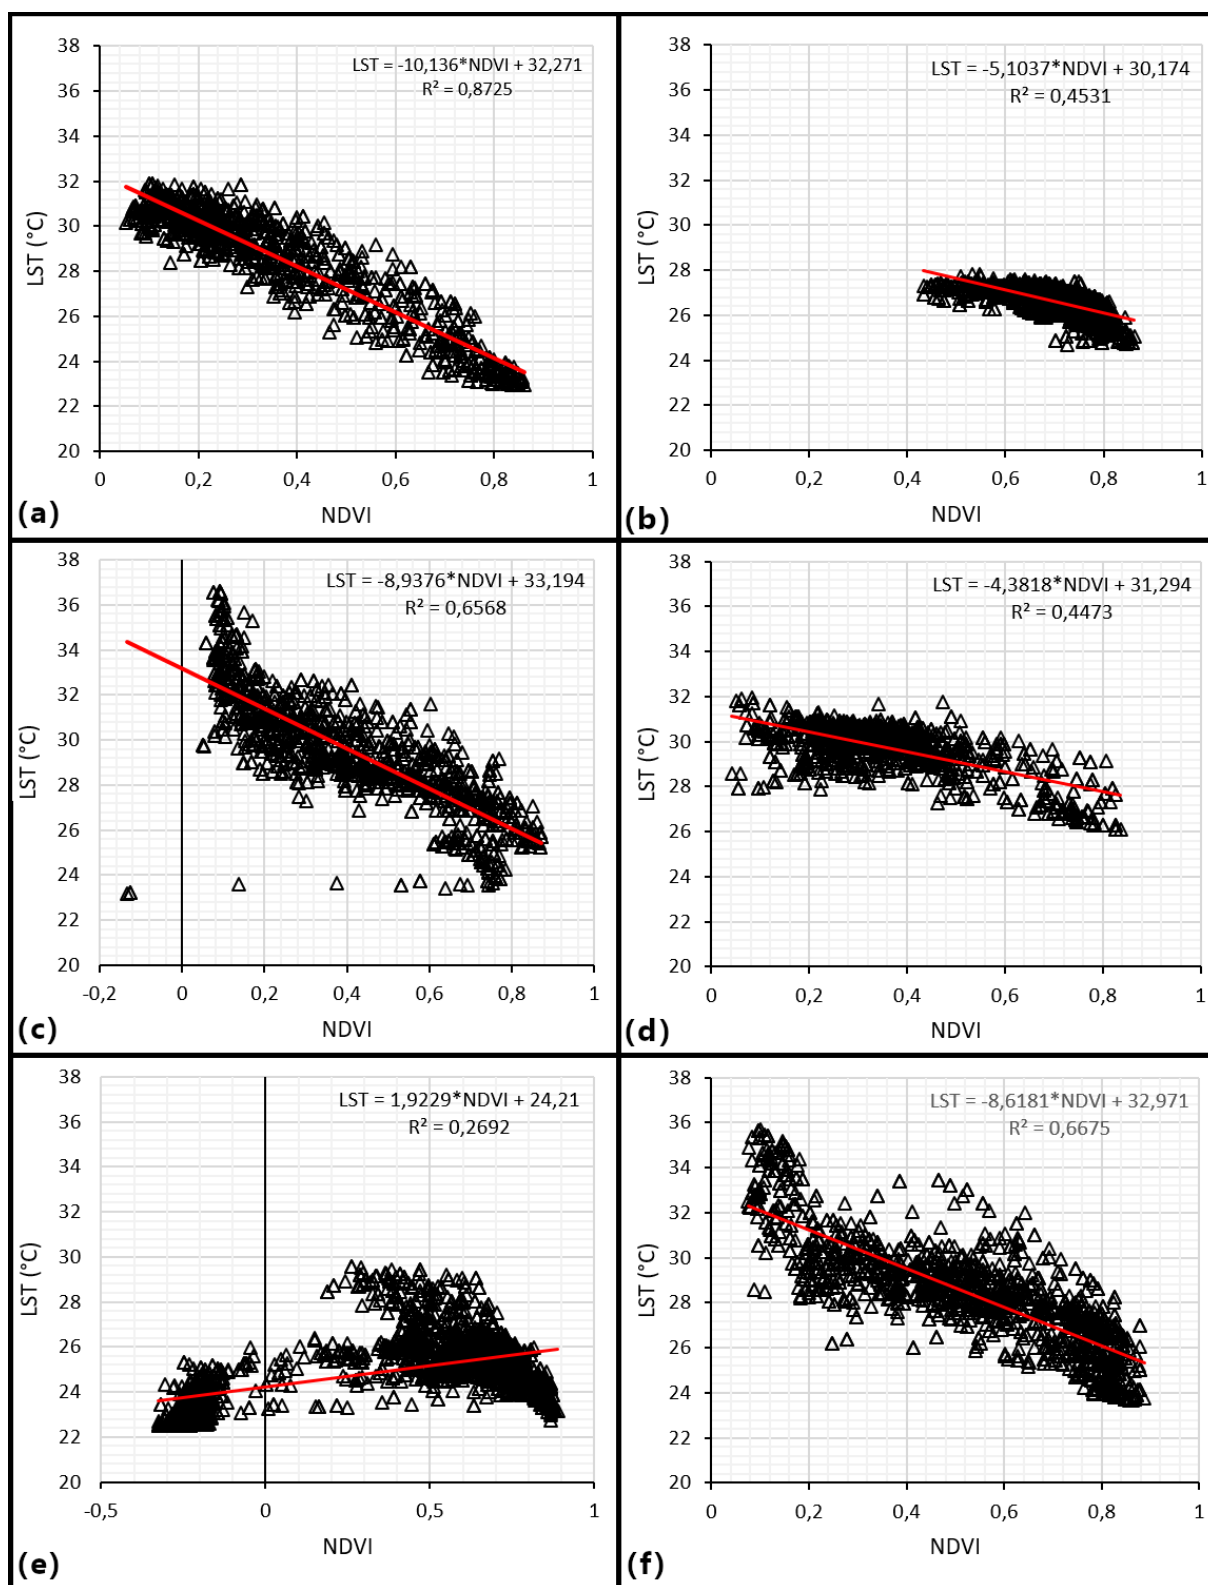 38
36
34
32
30
28
26
24
22
20
LST (°C)
LST = -10,136*NDVI + 32,271
R² = 0,8725
0 0,2 0,4 0,6 0,8 1
NDVI
(a)
38
36
34
32
30
28
26
24
22
20
LST (°C)
LST = -5,1037*NDVI + 30,174
R² = 0,4531
0 0,2 0,4 0,6 0,8 1
NDVI
(b)
38
36
34
32
30
28
26
24
22
20
LST (°C)
LST = -8,9376*NDVI + 33,194
R² = 0,6568
-0,2 0 0,2 0,4 0,6 0,8 1
NDVI
(c)
38
36
34
32
30
28
26
24
22
20
LST (°C)
LST = -4,3818*NDVI + 31,294
R² = 0,4473
0 0,2 0,4 0,6 0,8 1
NDVI
(d)
38
36
34
32
30
28
26
24
22
20
LST (°C)
LST = 1,9229*NDVI + 24,21
R² = 0,2692
-0,5 0 0,5 1
NDVI
(e)
38
36
34
32
30
28
26
24
22
20
LST (°C)
LST = -8,6181*NDVI + 32,971
R² = 0,6675
0 0,2 0,4 0,6 0,8 1
NDVI
(f)